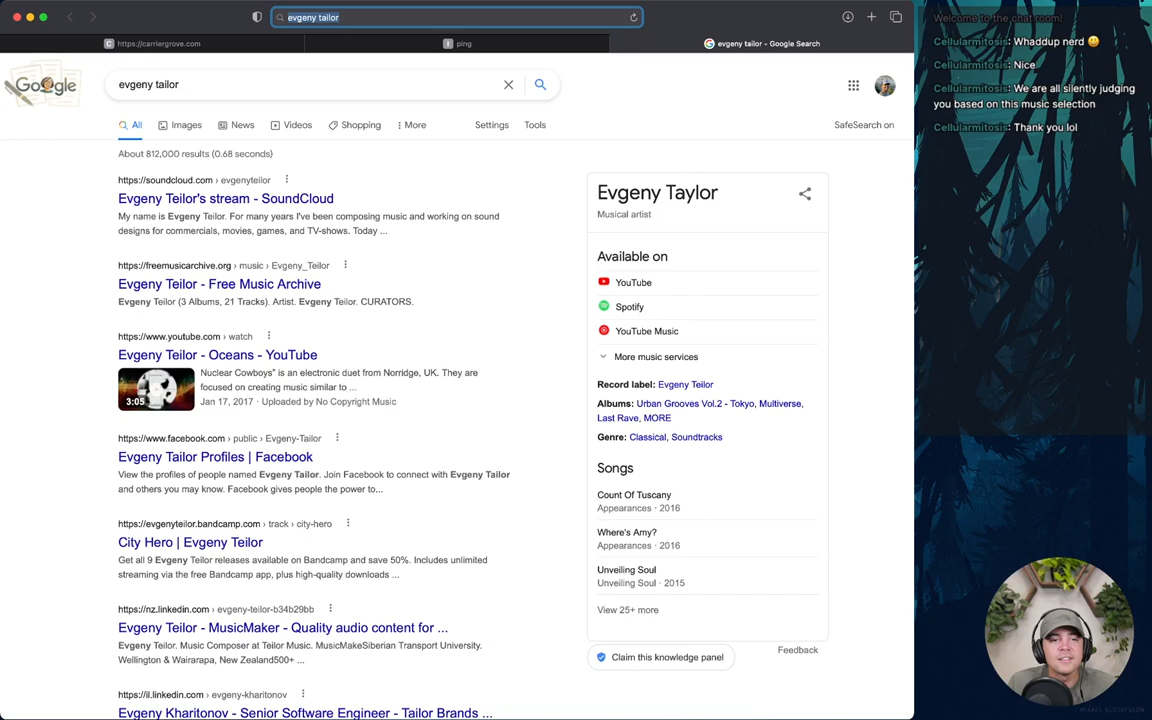 evgeny tailor
https://carriergrove.com
ping
evgeny tailor - Google Search
Google
evgeny tailor
All
Images
News
Videos
Shopping
More
Settings
Tools
SafeSearch on
About 812,000 results (0.68 seconds)
https://soundcloud.com › evgenyteilor
Evgeny Teilor's stream - SoundCloud
My name is Evgeny Teilor. For many years I've been composing music and working on sound
designs for commercials, movies, games, and TV-shows. Today ...
https://freemusicarchive.org › music › Evgeny_Teilor
Evgeny Teilor - Free Music Archive
Evgeny Teilor (3 Albums, 21 Tracks). Artist. Evgeny Teilor. CURATORS.
https://www.youtube.com › watch
Evgeny Teilor - Oceans - YouTube
3:05
Nuclear Cowboys" is an electronic duet from Norridge, UK. They are
focused on creating music similar to ...
Jan 17, 2017 · Uploaded by No Copyright Music
https://www.facebook.com › public › Evgeny-Tailor
Evgeny Tailor Profiles | Facebook
View the profiles of people named Evgeny Tailor. Join Facebook to connect with Evgeny Tailor
and others you may know. Facebook gives people the power to...
https://evgenyteilor.bandcamp.com › track › city-hero
City Hero | Evgeny Teilor
Get all 9 Evgeny Teilor releases available on Bandcamp and save 50%. Includes unlimited
streaming via the free Bandcamp app, plus high-quality downloads ...
https://nz.linkedin.com › evgeny-teilor-b34b29bb
Evgeny Teilor - MusicMaker - Quality audio content for ...
Evgeny Teilor. Music Composer at Teilor Music. MusicMakeSiberian Transport University.
Wellington & Wairarapa, New Zealand500+ ...
https://il.linkedin.com › evgeny-kharitonov
Evgeny Kharitonov - Senior Software Engineer - Tailor Brands ...
Evgeny Taylor
Musical artist
Available on
YouTube
Spotify
YouTube Music
More music services
Record label: Evgeny Teilor
Albums: Urban Grooves Vol.2 - Tokyo, Multiverse,
Last Rave, MORE
Genre: Classical, Soundtracks
Songs
Count Of Tuscany
Appearances · 2016
Where's Amy?
Appearances · 2016
Unveiling Soul
Unveiling Soul · 2015
View 25+ more
Claim this knowledge panel
Feedback
Welcome to the chat room!
Cellularmitosis: Whaddup nerd 😃
Cellularmitosis: Nice
Cellularmitosis: We are all silently judging
you based on this music selection
Cellularmitosis: Thank you lol
MIKAEL GUSTAFSSON